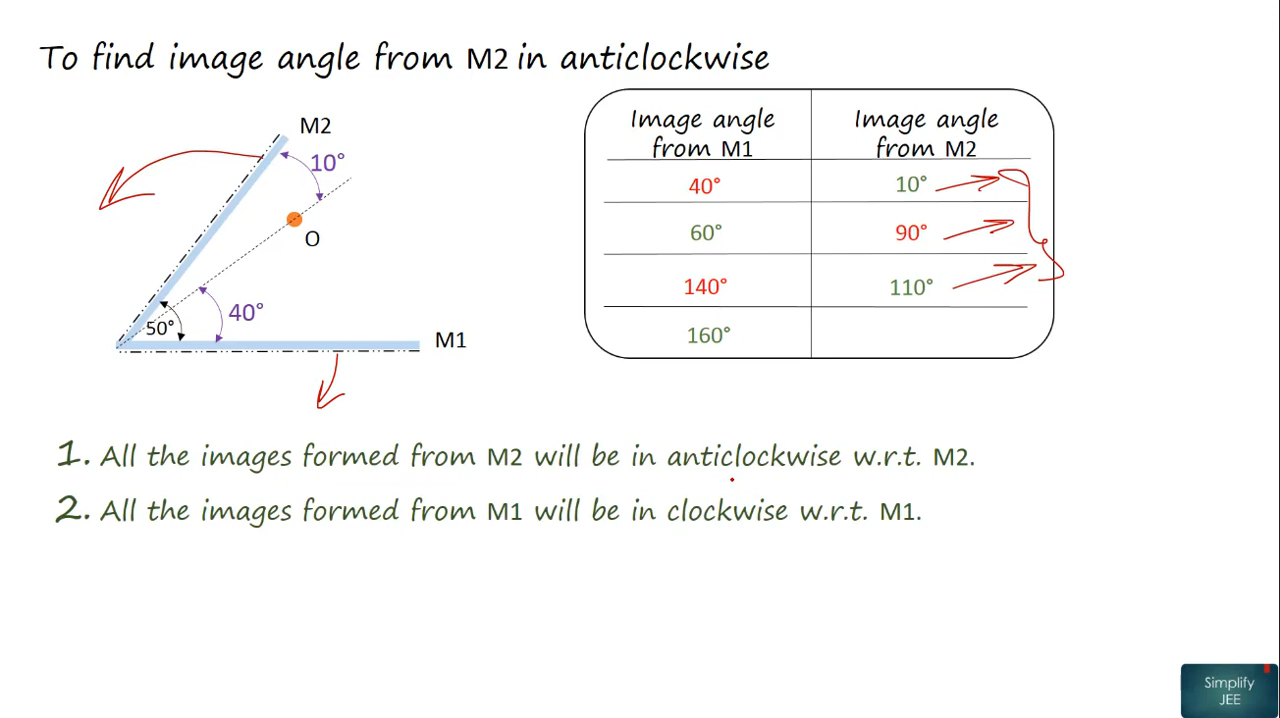 To find image angle from M2 in anticlockwise
M2
10°
O
50°
40°
M1
Image angle from M1
Image angle from M2
40°
10°
60°
90°
140°
110°
160°
1. All the images formed from M2 will be in anticlockwise w.r.t. M2.
2. All the images formed from M1 will be in clockwise w.r.t. M1.
Simplify
JEE